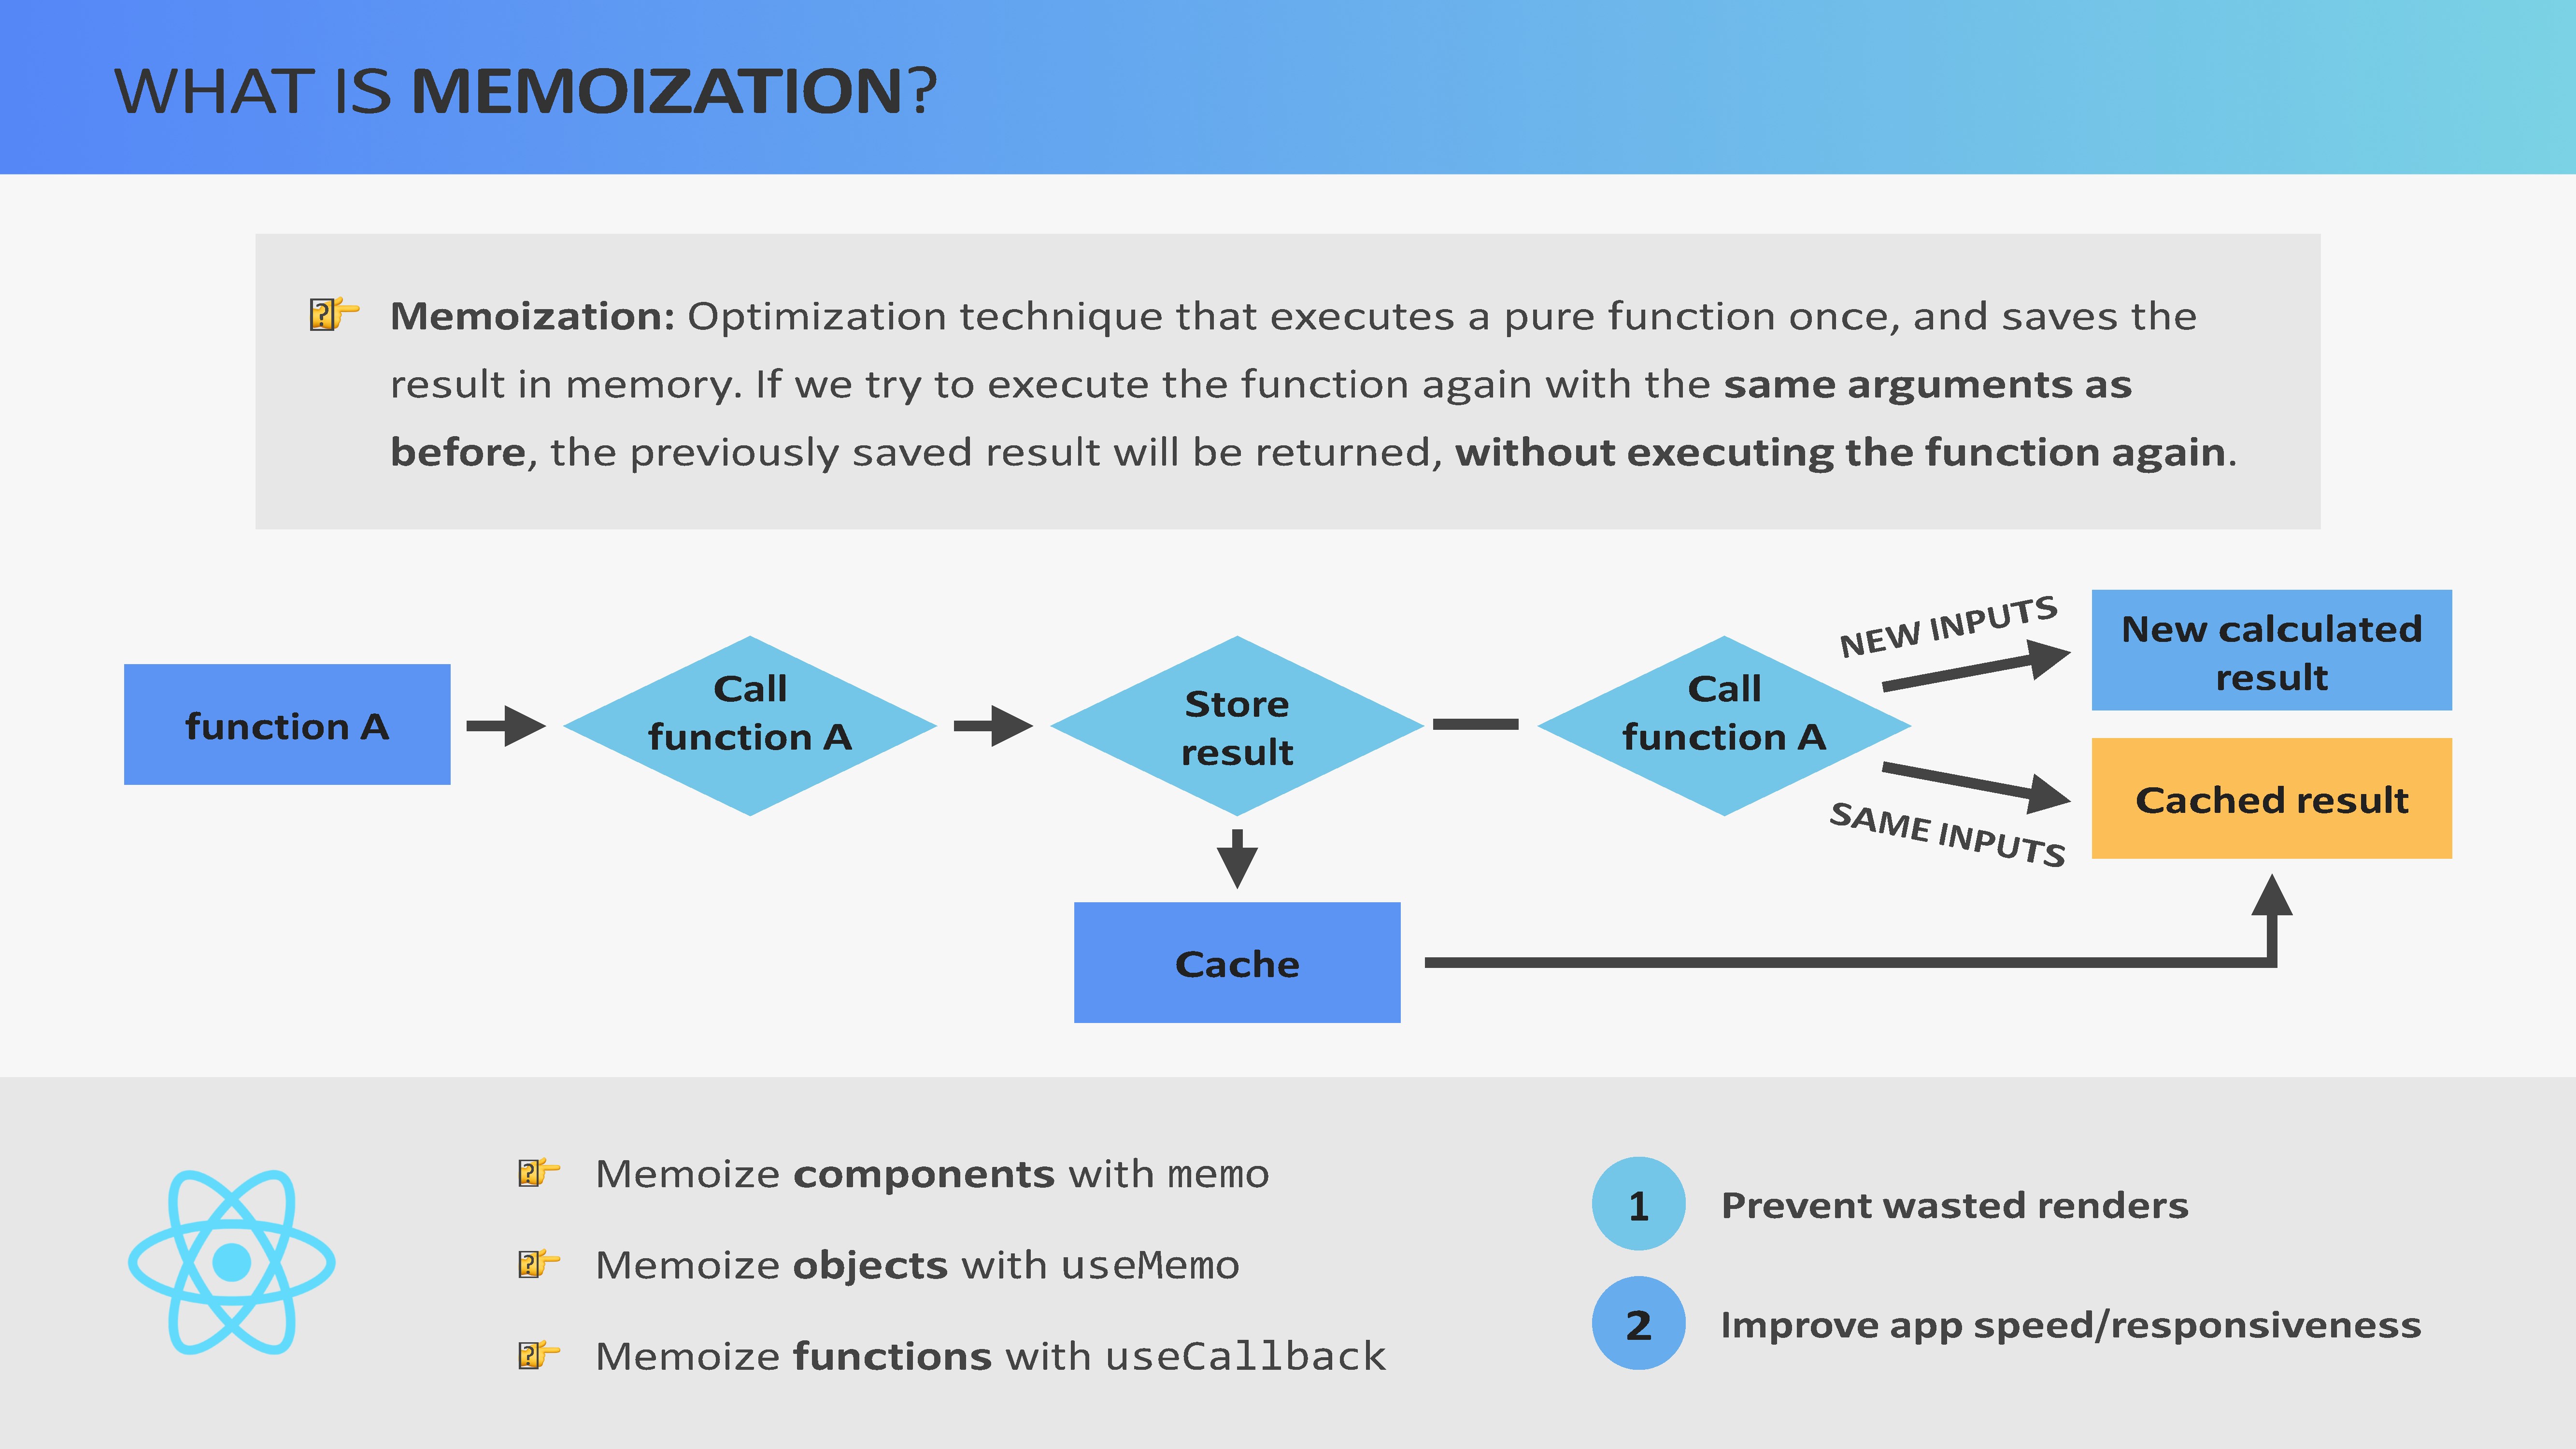 WHAT IS MEMOIZATION?
Memoization: Optimization technique that executes a pure function once, and saves the
result in memory. If we try to execute the function again with the same arguments as
before, the previously saved result will be returned, without executing the function again.
function A
Call
function A
Store
result
Call
function A
NEW INPUTS
New calculated
result
SAME INPUTS
Cached result
Cache
Memoize components with memo
Memoize objects with useMemo
Memoize functions with useCallback
1
Prevent wasted renders
2
Improve app speed/responsiveness